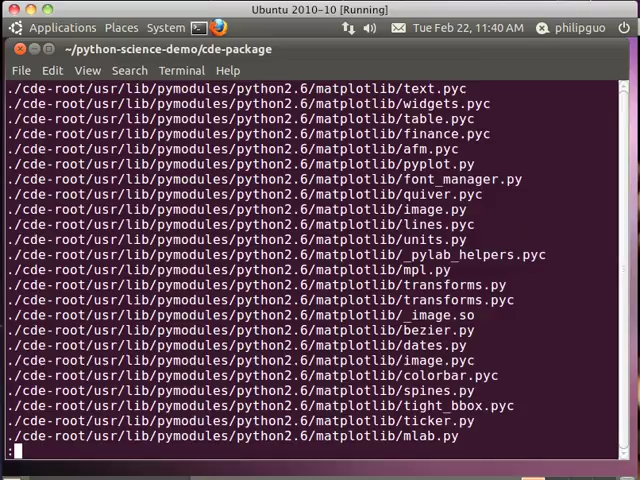 Ubuntu 2010-10 [Running]
Applications Places System Tue Feb 22, 11:40 AM philipguo
~/python-science-demo/cde-package
File Edit View Search Terminal Help
./cde-root/usr/lib/pymodules/python2.6/matplotlib/text.pyc
./cde-root/usr/lib/pymodules/python2.6/matplotlib/widgets.pyc
./cde-root/usr/lib/pymodules/python2.6/matplotlib/table.pyc
./cde-root/usr/lib/pymodules/python2.6/matplotlib/finance.pyc
./cde-root/usr/lib/pymodules/python2.6/matplotlib/afm.pyc
./cde-root/usr/lib/pymodules/python2.6/matplotlib/pyplot.py
./cde-root/usr/lib/pymodules/python2.6/matplotlib/font_manager.py
./cde-root/usr/lib/pymodules/python2.6/matplotlib/quiver.pyc
./cde-root/usr/lib/pymodules/python2.6/matplotlib/image.py
./cde-root/usr/lib/pymodules/python2.6/matplotlib/lines.pyc
./cde-root/usr/lib/pymodules/python2.6/matplotlib/units.py
./cde-root/usr/lib/pymodules/python2.6/matplotlib/_pylab_helpers.pyc
./cde-root/usr/lib/pymodules/python2.6/matplotlib/mpl.py
./cde-root/usr/lib/pymodules/python2.6/matplotlib/transforms.py
./cde-root/usr/lib/pymodules/python2.6/matplotlib/transforms.pyc
./cde-root/usr/lib/pymodules/python2.6/matplotlib/_image.so
./cde-root/usr/lib/pymodules/python2.6/matplotlib/bezier.py
./cde-root/usr/lib/pymodules/python2.6/matplotlib/dates.py
./cde-root/usr/lib/pymodules/python2.6/matplotlib/image.pyc
./cde-root/usr/lib/pymodules/python2.6/matplotlib/colorbar.pyc
./cde-root/usr/lib/pymodules/python2.6/matplotlib/spines.py
./cde-root/usr/lib/pymodules/python2.6/matplotlib/tight_bbox.pyc
./cde-root/usr/lib/pymodules/python2.6/matplotlib/ticker.py
./cde-root/usr/lib/pymodules/python2.6/matplotlib/mlab.py
: